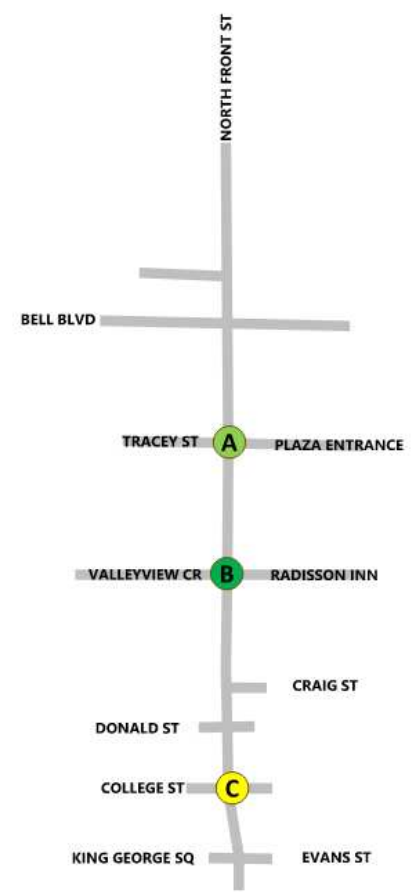 NORTH FRONT ST
BELL BLVD
TRACEY ST A PLAZA ENTRANCE
VALLEYVIEW CR B RADISSON INN
CRAIG ST
DONALD ST
COLLEGE ST C
KING GEORGE SQ EVANS ST